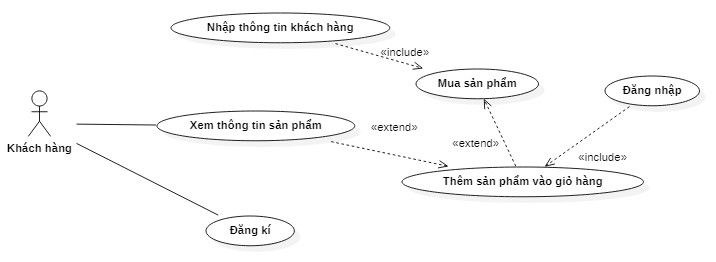 Nhập thông tin khách hàng
«include»
Mua sản phẩm
Đăng nhập
Xem thông tin sản phẩm
«extend»
«extend»
«include»
Khách hàng
Thêm sản phẩm vào giỏ hàng
Đăng kí